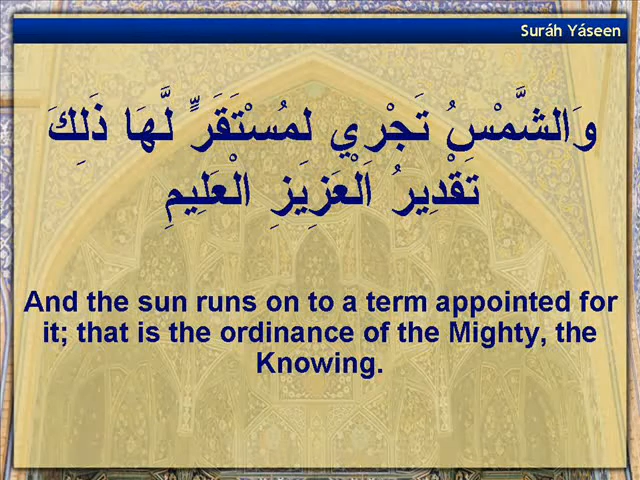 Suráh Yáseen
وَالشَّمْسُ تَجْرِي لِمُسْتَقَرٍّ لَّهَا ذَلِكَ
تَقْدِيرُ الْعَزِيزِ الْعَلِيمِ
And the sun runs on to a term appointed for
it; that is the ordinance of the Mighty, the
Knowing.